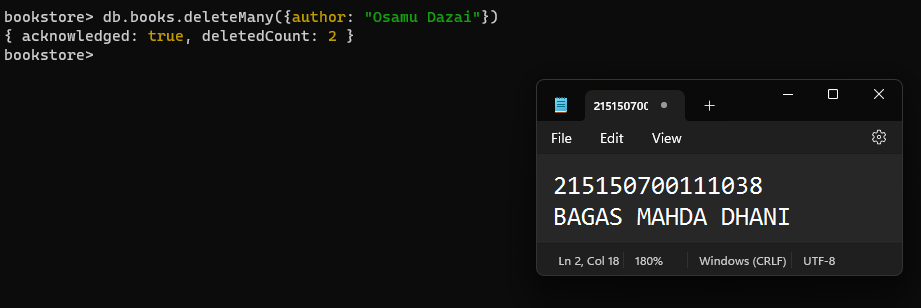 bookstore> db.books.deleteMany({author: "Osamu Dazai"})
{ acknowledged: true, deletedCount: 2 }
bookstore>
215150700
File Edit View
215150700111038
BAGAS MAHDA DHANI
Ln 2, Col 18 180% Windows (CRLF) UTF-8